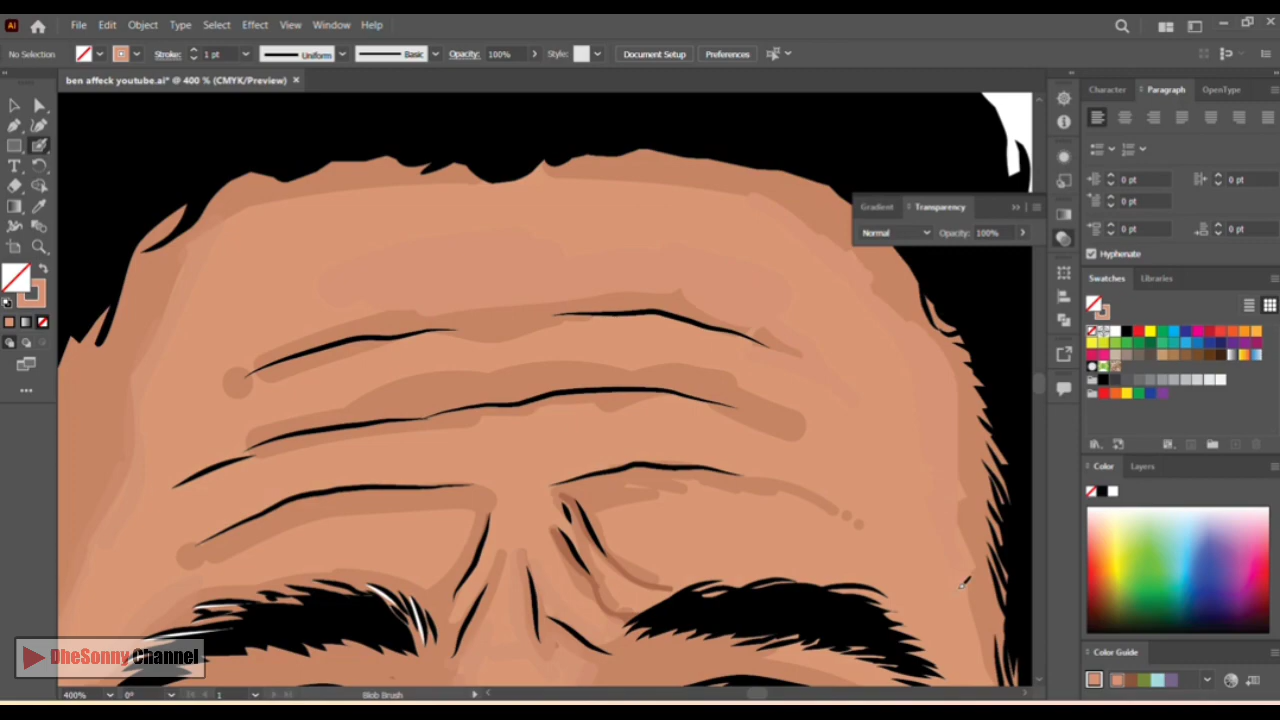 Ai File Edit Object Type Select Effect View Window Help
No Selection Stroke: 1 pt Uniform Basic Opacity: 100% Style: Document Setup Preferences
ben affeck youtube.ai* @ 400 % (CMYK/Preview) ×
Character Paragraph OpenType
0 pt 0 pt
0 pt
0 pt 0 pt
Hyphenate
Gradient Transparency
Normal Opacity: 100%
Swatches Libraries
Color Layers
Color Guide
DheSonny Channel
400% 0° 1 Blob Brush